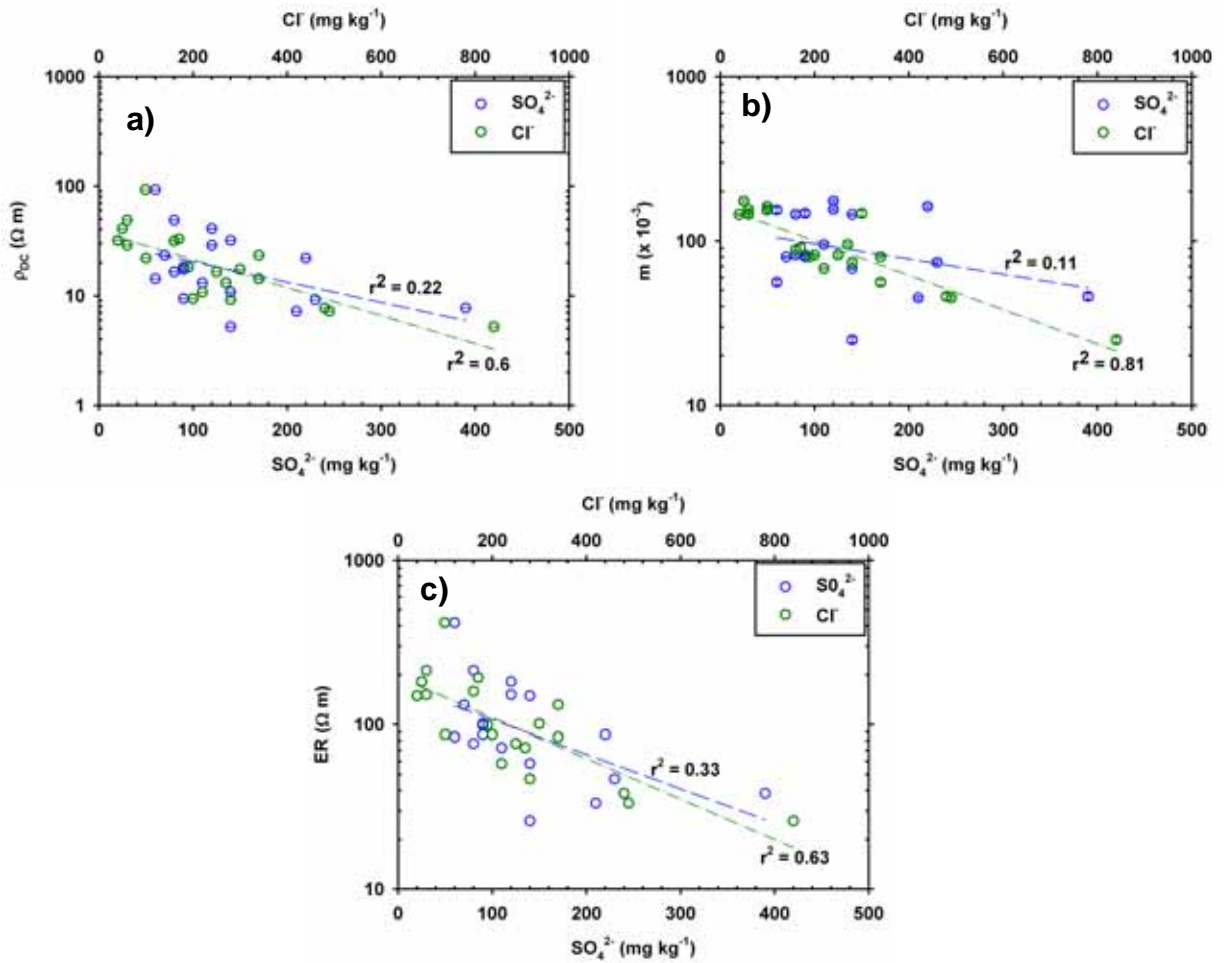 Cl⁻ (mg kg⁻¹)
0 200 400 600 800 1000
1000
100
10
1
ρDC (Ω m)
a)
SO₄²⁻
Cl⁻
r² = 0.22
r² = 0.6
0 100 200 300 400 500
SO₄²⁻ (mg kg⁻¹)
Cl⁻ (mg kg⁻¹)
0 200 400 600 800 1000
1000
100
10
m (x 10⁻³)
b)
SO₄²⁻
Cl⁻
r² = 0.11
r² = 0.81
0 100 200 300 400 500
SO₄²⁻ (mg kg⁻¹)
Cl⁻ (mg kg⁻¹)
0 200 400 600 800 1000
1000
100
10
ER (Ω m)
c)
S0₄²⁻
Cl⁻
r² = 0.33
r² = 0.63
0 100 200 300 400 500
SO₄²⁻ (mg kg⁻¹)